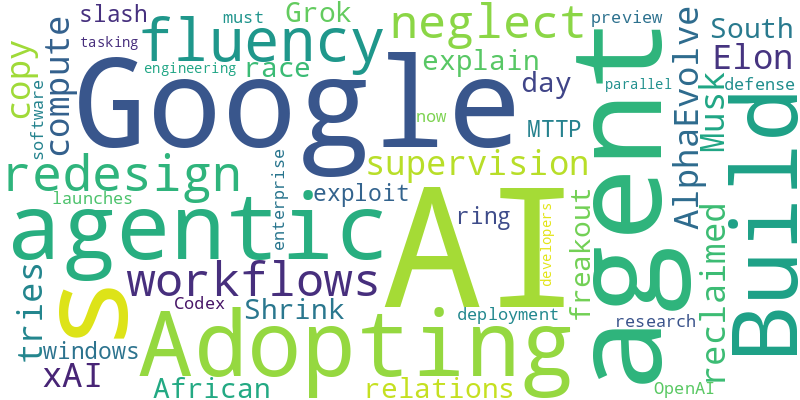 slash
must
Grok
neglect
preview
South
tasking
fluency
explain
Elon
copy
compute
engineering
race
day
parallel
defense
software
Google
now
MTTP
agent
AlphaEvolve
Musk
Build
redesign
supervision
launches
enterprise
exploit
agentic
AI
ring
developers
freakout
reclaimed
workflows
tries
s
Codex
Shrink
deployment
research
windows
Adopting
xAI
African
relations
OpenAI